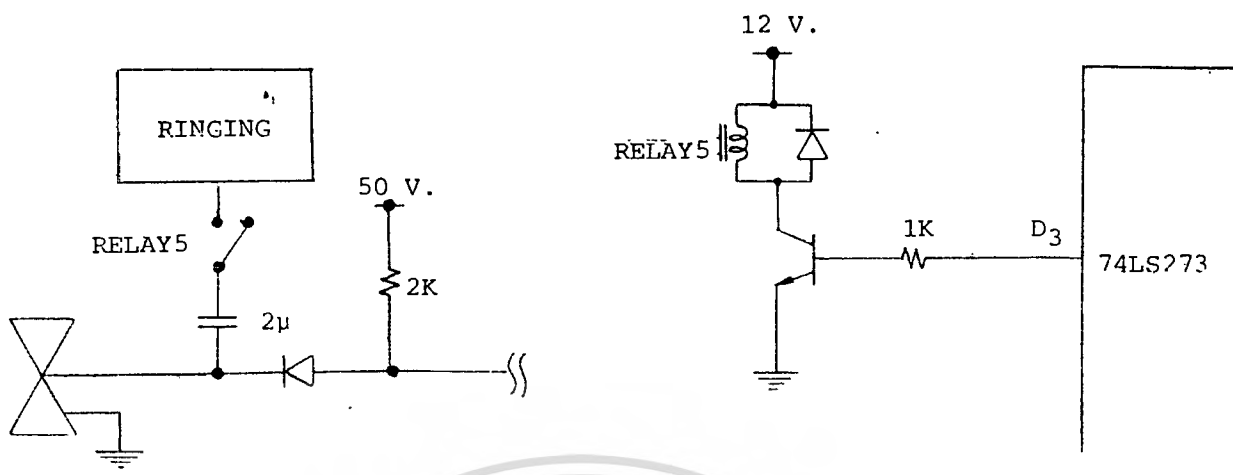 12 V.
RINGING
RELAY5
50 V.
RELAY5
1K
D3
2K
74LS273
2μ